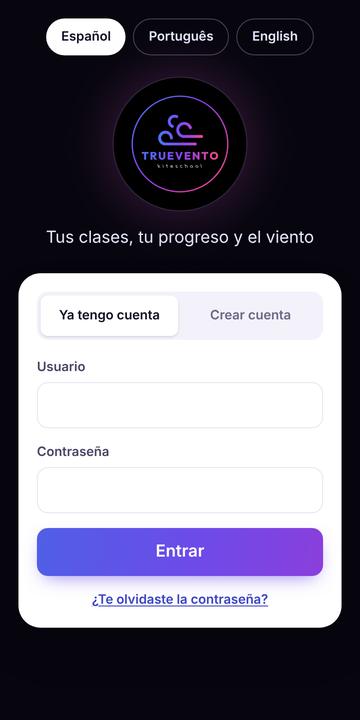 Español
Português
English
TRUEVENTO
kiteschool
Tus clases, tu progreso y el viento
Ya tengo cuenta
Crear cuenta
Usuario
Contraseña
Entrar
¿Te olvidaste la contraseña?